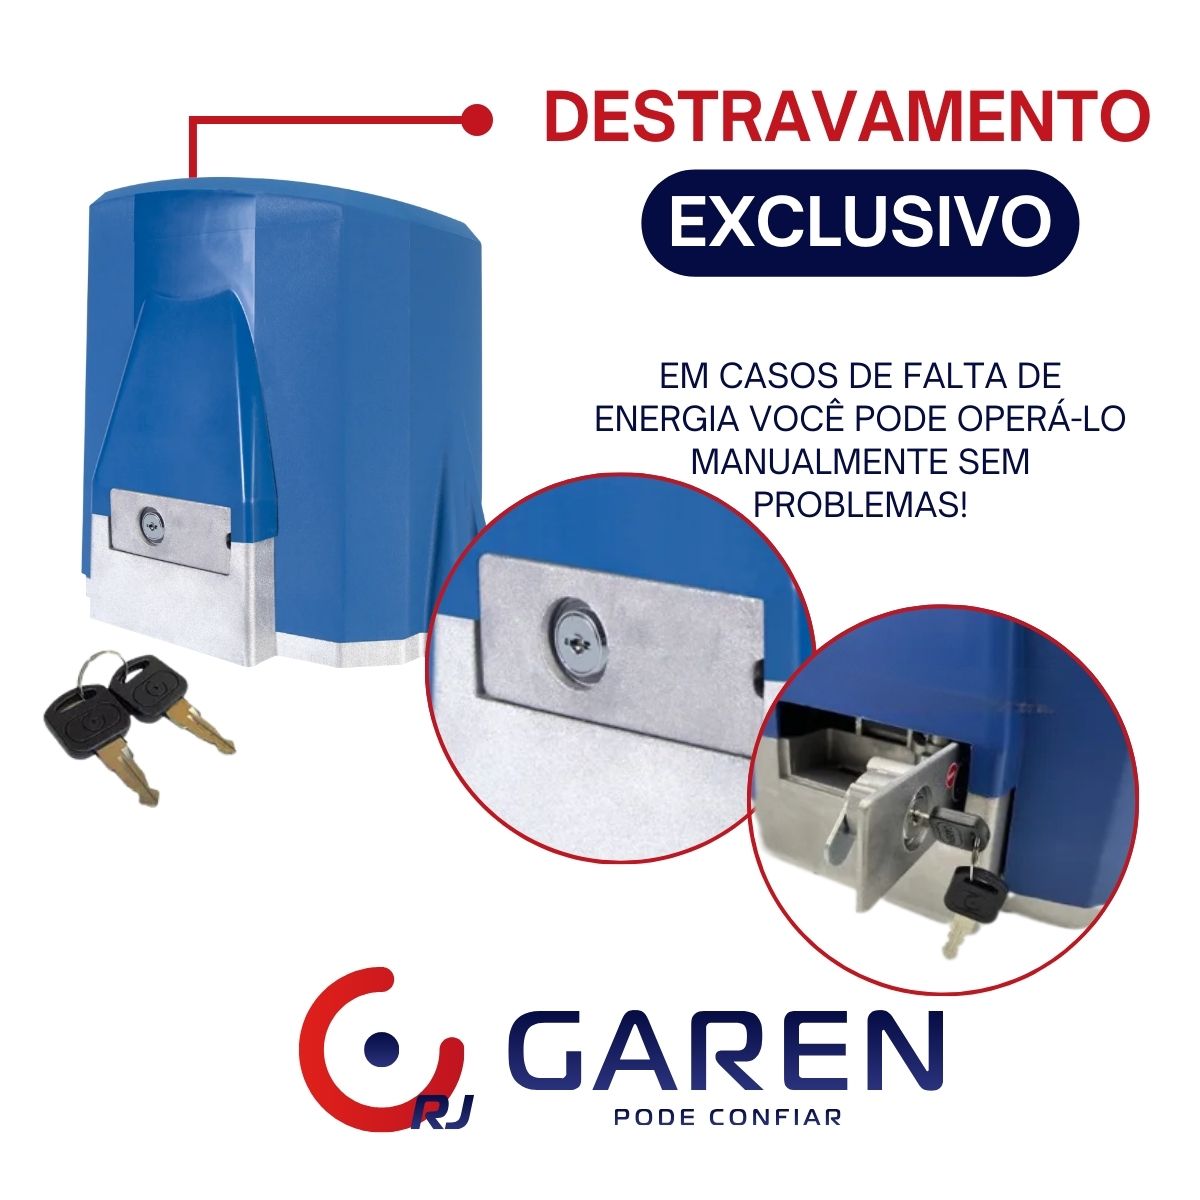 DESTRAVAMENTO
EXCLUSIVO
EM CASOS DE FALTA DE
ENERGIA VOCÊ PODE OPERÁ-LO
MANUALMENTE SEM
PROBLEMAS!
RJ
GAREN
PODE CONFIAR